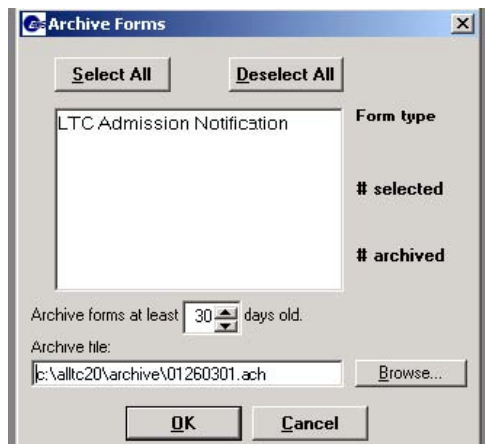 Archive Forms
Select All Deselect All
LTC Admission Notification
Form type
# selected
# archived
Archive forms at least 30 days old.
Archive file:
c:\alltc20\archive\01260301.ach
Browse...
OK Cancel